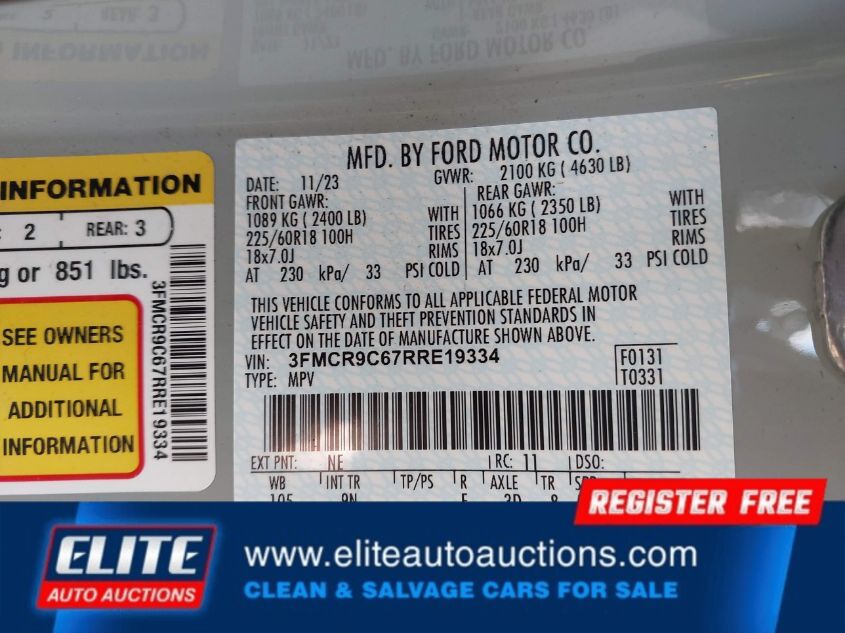 MFD. BY FORD MOTOR CO.
DATE: 11/23 GVWR: 2100 KG ( 4630 LB)
FRONT GAWR: REAR GAWR:
1089 KG ( 2400 LB) WITH 1066 KG ( 2350 LB) WITH
225/60R18 100H TIRES 225/60R18 100H TIRES
18x7.0J RIMS 18x7.0J RIMS
AT 230 kPa/ 33 PSI COLD AT 230 kPa/ 33 PSI COLD
THIS VEHICLE CONFORMS TO ALL APPLICABLE FEDERAL MOTOR
VEHICLE SAFETY AND THEFT PREVENTION STANDARDS IN
EFFECT ON THE DATE OF MANUFACTURE SHOWN ABOVE.
VIN: 3FMCR9C67RRE19334 F0131
TYPE: MPV T0331
EXT PNT: NE RC: 11 DSO:
WB INT TR TP/PS R AXLE TR
INFORMATION
2 REAR: 3
g or 851 lbs.
SEE OWNERS
MANUAL FOR
ADDITIONAL
INFORMATION
3FMCR9C67RRE19334
REGISTER FREE
ELITE
AUTO AUCTIONS
www.eliteautoauctions.com
CLEAN & SALVAGE CARS FOR SALE